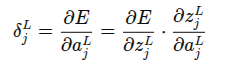 δ_j^L = ∂E/∂a_j^L = ∂E/∂z_j^L · ∂z_j^L/∂a_j^L